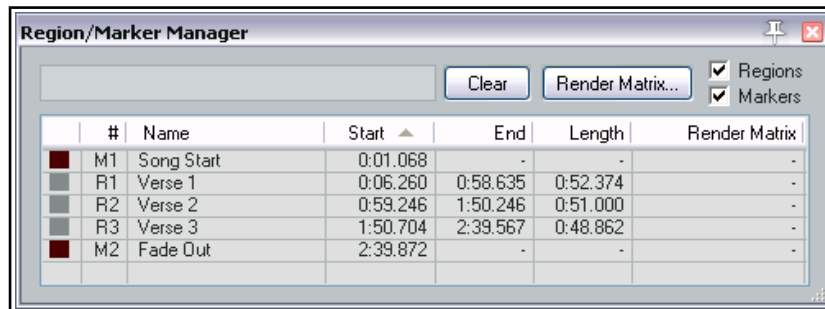 Region/Marker Manager
Clear
Render Matrix...
Regions
Markers
# Name Start End Length Render Matrix
M1 Song Start 0:01.068 - - -
R1 Verse 1 0:06.260 0:58.635 0:52.374 -
R2 Verse 2 0:59.246 1:50.246 0:51.000 -
R3 Verse 3 1:50.704 2:39.567 0:48.862 -
M2 Fade Out 2:39.872 - - -